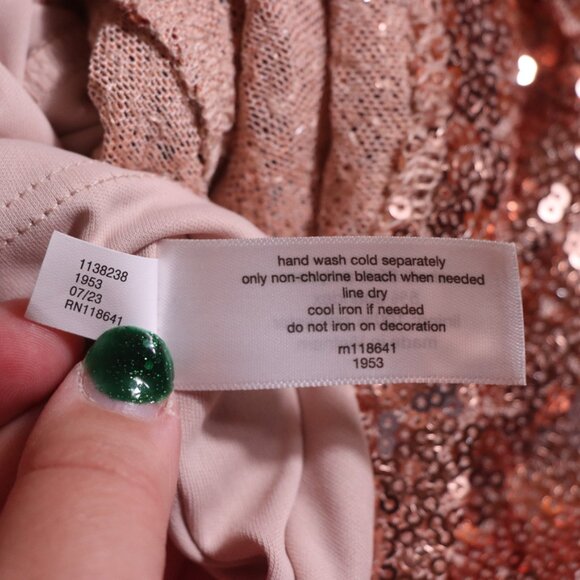 1138238
1953
07/23
RN118641
hand wash cold separately
only non-chlorine bleach when needed
line dry
cool iron if needed
do not iron on decoration
rn118641
1953